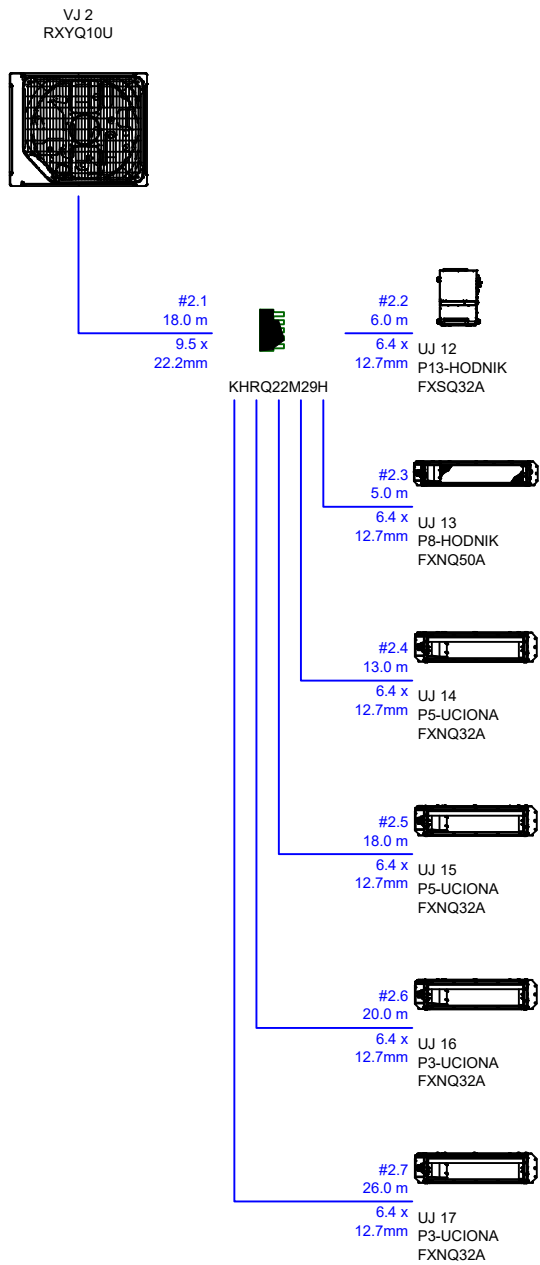 VJ 2
RXYQ10U
#2.1
18.0 m
9.5 x
22.2mm
KHRQ22M29H
#2.2
6.0 m
6.4 x
12.7mm
UJ 12
P13-HODNIK
FXSQ32A
#2.3
5.0 m
6.4 x
12.7mm
UJ 13
P8-HODNIK
FXNQ50A
#2.4
13.0 m
6.4 x
12.7mm
UJ 14
P5-UCIONA
FXNQ32A
#2.5
18.0 m
6.4 x
12.7mm
UJ 15
P5-UCIONA
FXNQ32A
#2.6
20.0 m
6.4 x
12.7mm
UJ 16
P3-UCIONA
FXNQ32A
#2.7
26.0 m
6.4 x
12.7mm
UJ 17
P3-UCIONA
FXNQ32A